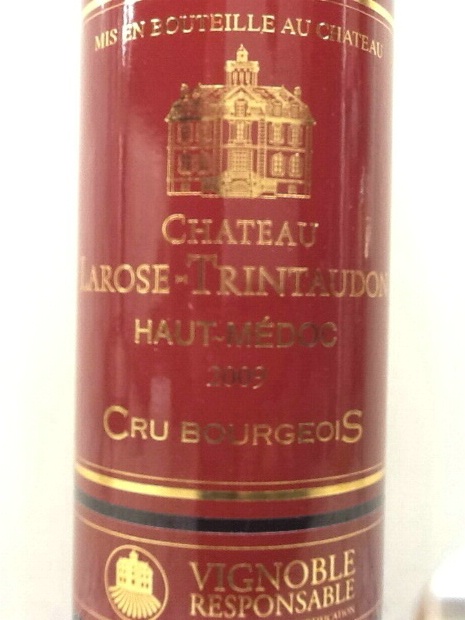 MIS EN BOUTEILLE AU CHATEAU
CHATEAU
LAROSE-TRINTAUDON
HAUT-MÉDOC
2009
CRU BOURGEOIS
VIGNOBLE
RESPONSABLE